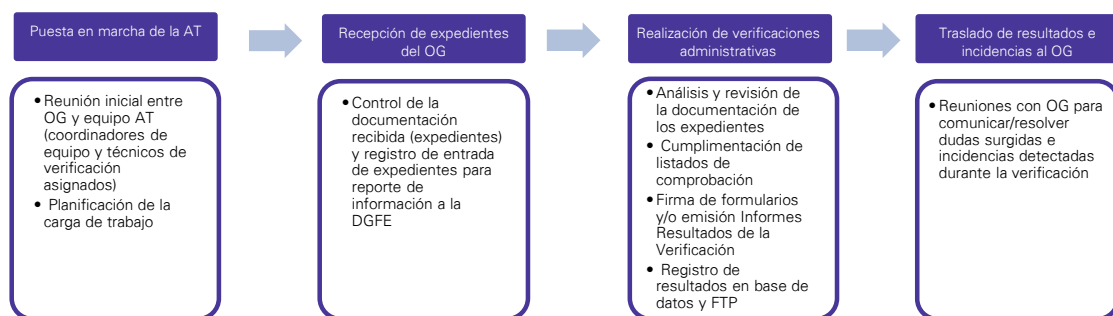 Puesta en marcha de la AT
• Reunión inicial entre
OG y equipo AT
(coordinadores de
equipo y técnicos de
verificación
asignados)
• Planificación de la
carga de trabajo
Recepción de expedientes
del OG
• Control de la
documentación
recibida (expedientes)
y registro de entrada
de expedientes para
reporte de
información a la
DGFE
Realización de verificaciones
administrativas
• Análisis y revisión de
la documentación de
los expedientes
• Cumplimentación de
listados de
comprobación
• Firma de formularios
y/o emisión Informes
Resultados de la
Verificación
• Registro de
resultados en base de
datos y FTP
Traslado de resultados e
incidencias al OG
• Reuniones con OG para
comunicar/resolver
dudas surgidas e
incidencias detectadas
durante la verificación